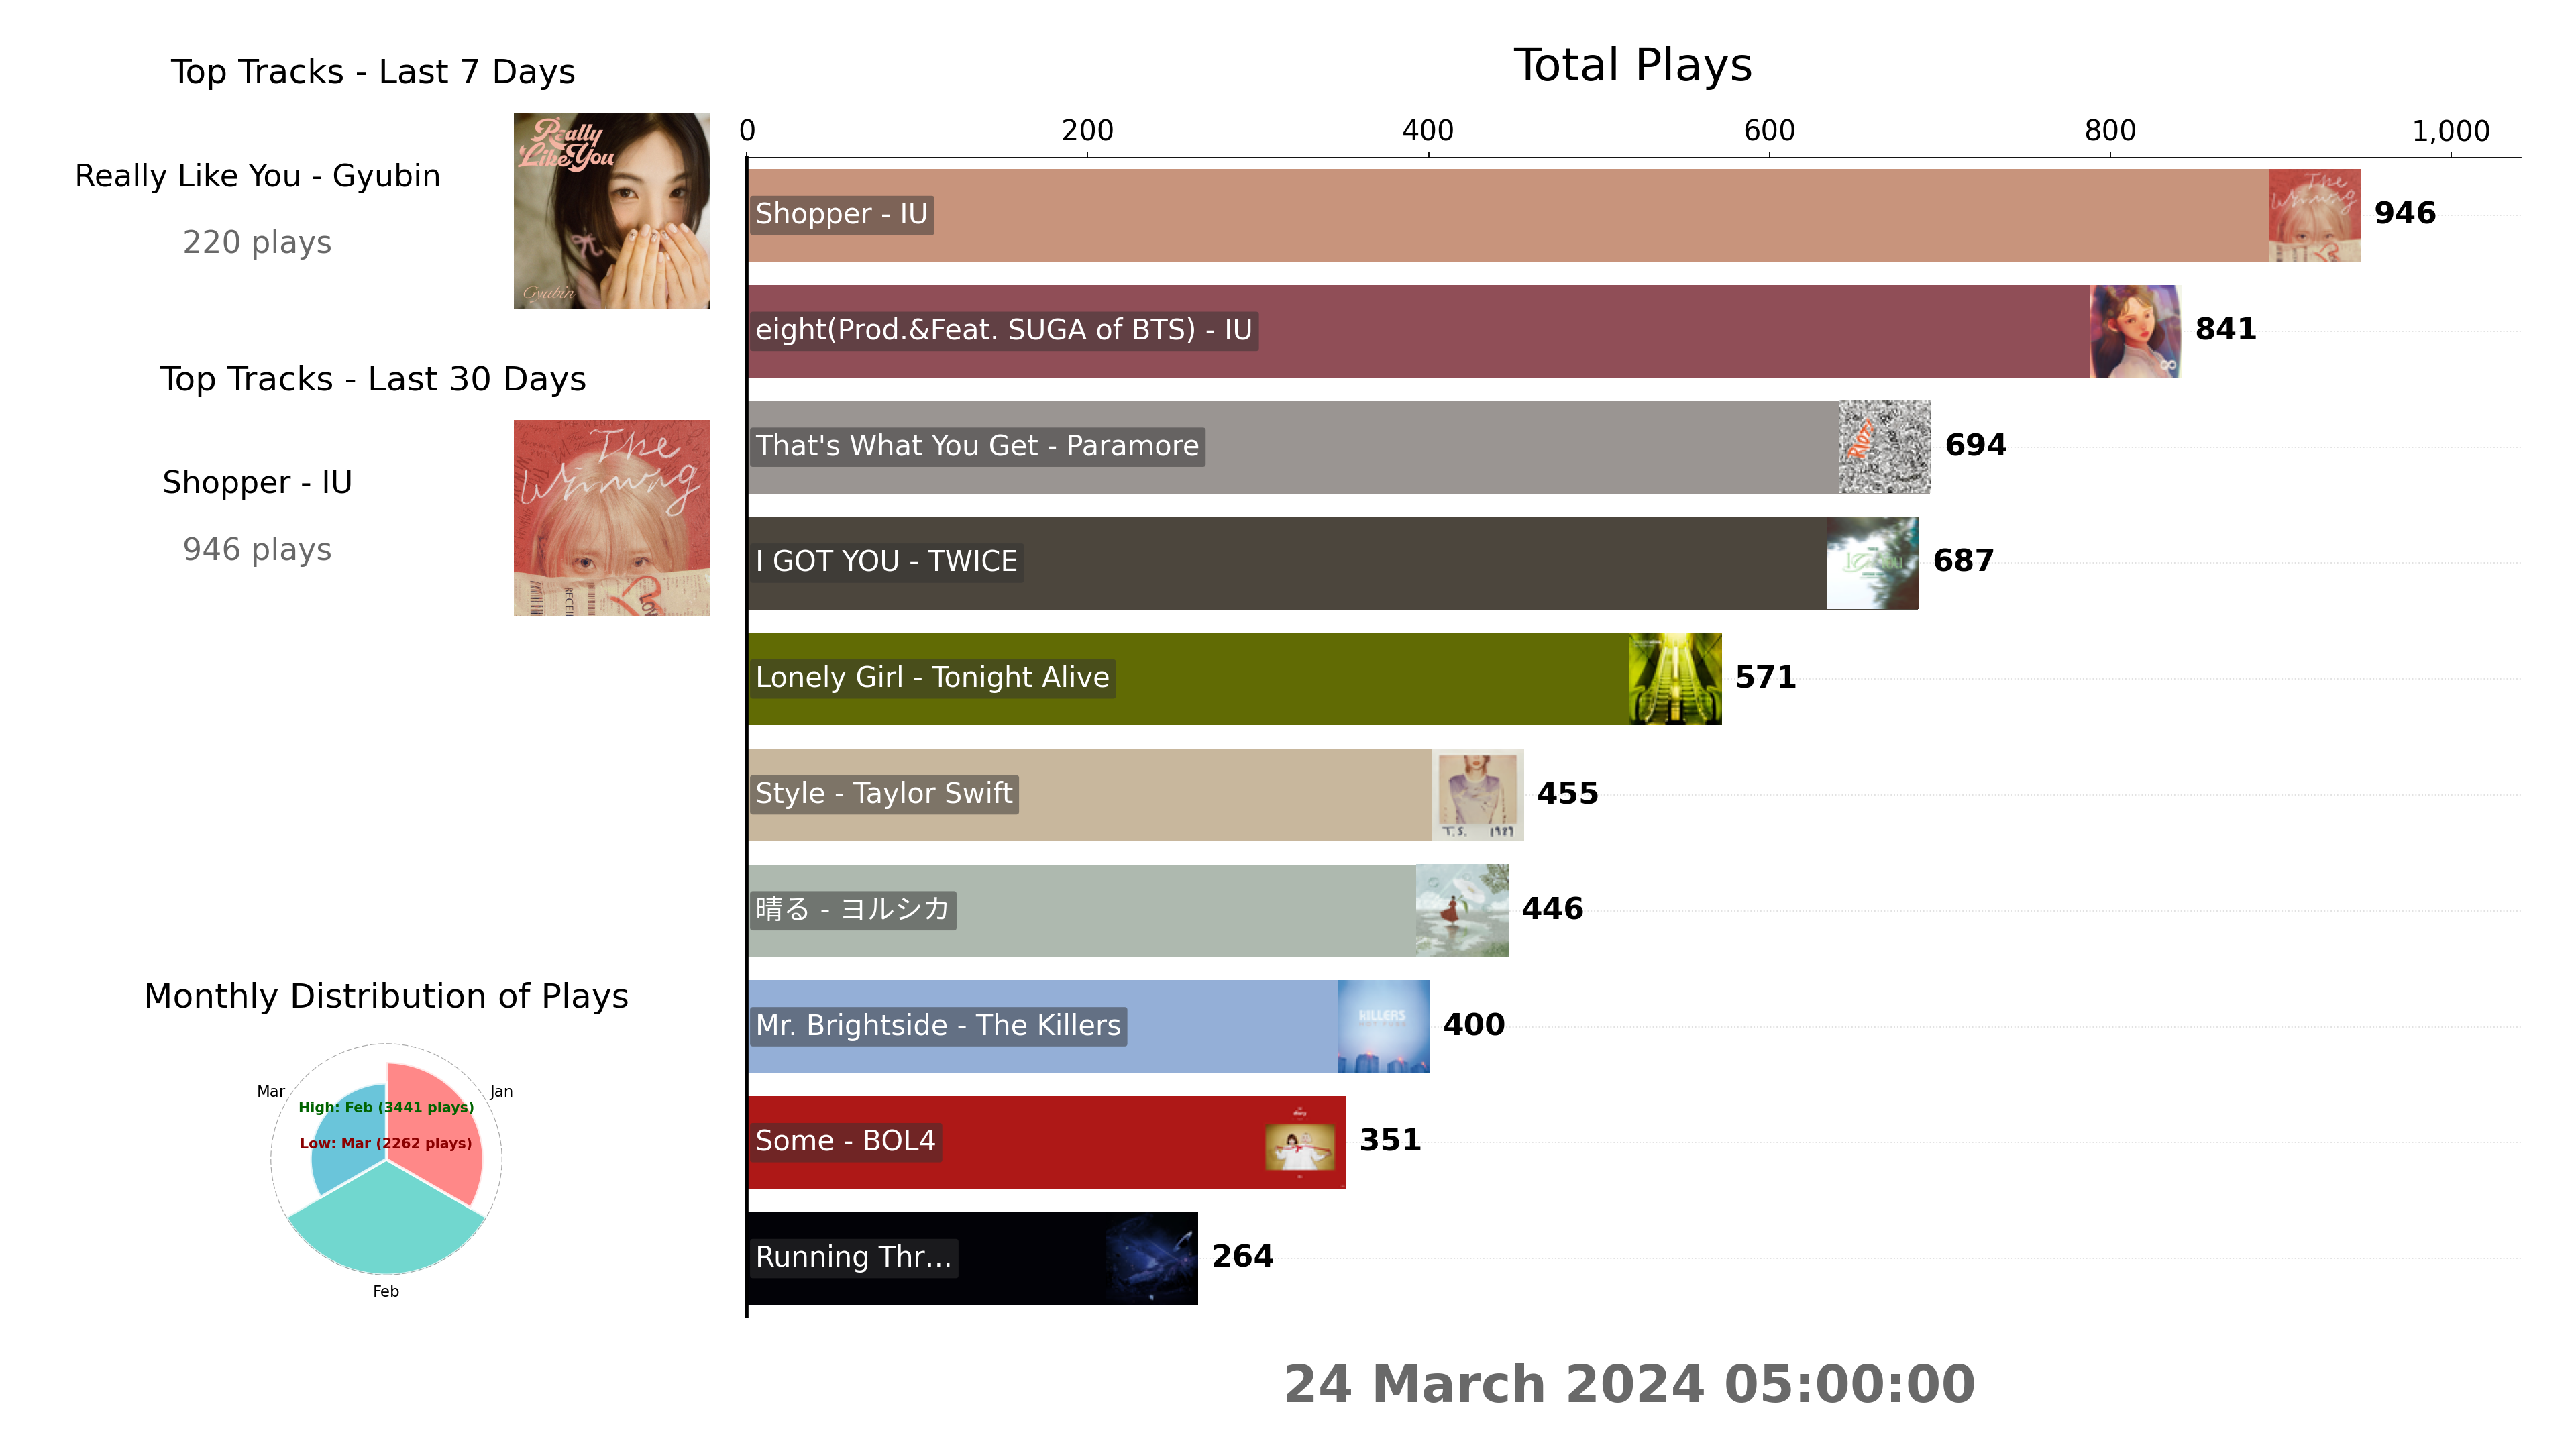 Top Tracks - Last 7 Days
Really Like You - Gyubin
220 plays
Really
Like You
Gyubin
Top Tracks - Last 30 Days
Shopper - IU
946 plays
The
Winning
Monthly Distribution of Plays
Mar
Jan
High: Feb (3441 plays)
Low: Mar (2262 plays)
Feb
Total Plays
0 200 400 600 800 1,000
Shopper - IU 946
eight(Prod.&Feat. SUGA of BTS) - IU 841
That's What You Get - Paramore 694
RIOT!
I GOT YOU - TWICE 687
Lonely Girl - Tonight Alive 571
Style - Taylor Swift 455
T.S. 1989
晴る - ヨルシカ 446
Mr. Brightside - The Killers 400
KILLERS
Some - BOL4 351
Running Thr... 264
24 March 2024 05:00:00